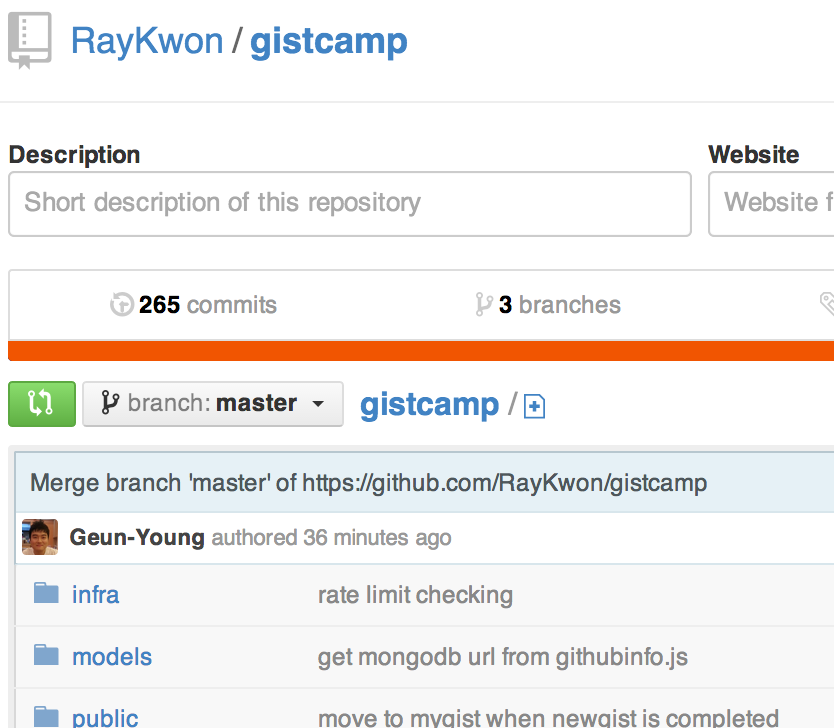 RayKwon / gistcamp
Description
Website
Short description of this repository
Website f
265 commits
3 branches
branch: master
gistcamp /
Merge branch 'master' of https://github.com/RayKwon/gistcamp
Geun-Young authored 36 minutes ago
infra rate limit checking
models get mongodb url from githubinfo.js
public move to mygist when newgist is completed